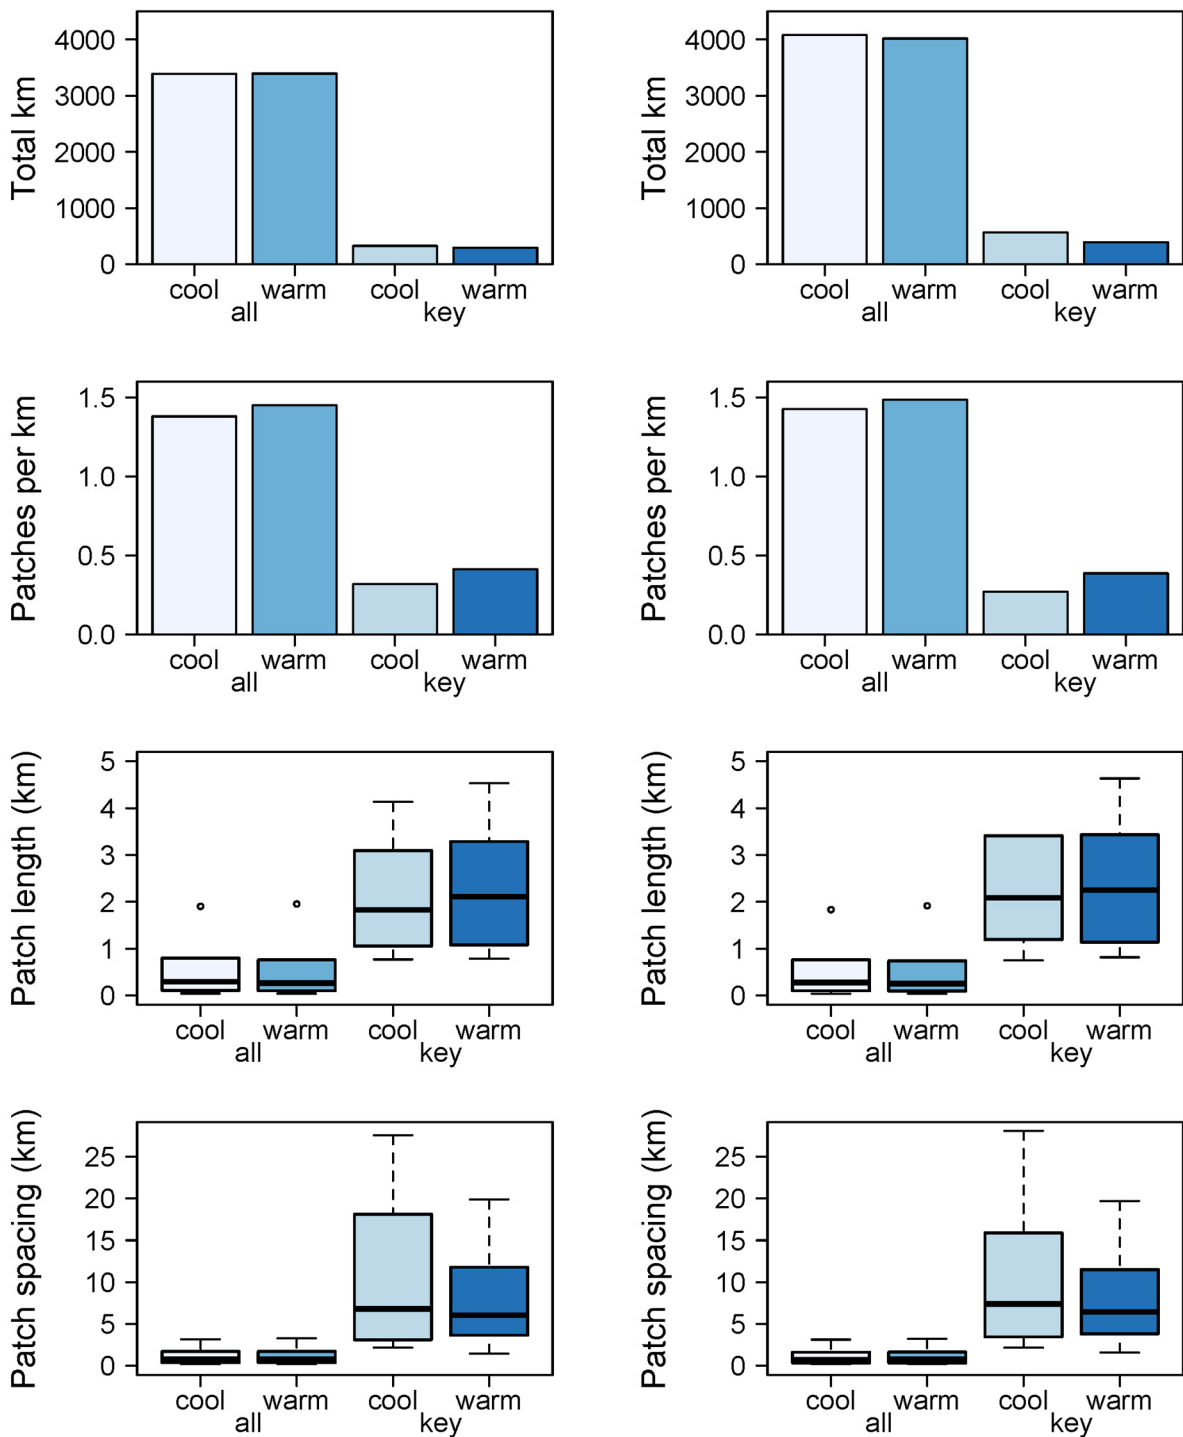 Total km
4000
3000
2000
1000
0
cool warm cool warm
all key
Total km
4000
3000
2000
1000
0
cool warm cool warm
all key
Patches per km
1.5
1.0
0.5
0.0
cool warm cool warm
all key
Patches per km
1.5
1.0
0.5
0.0
cool warm cool warm
all key
Patch length (km)
5
4
3
2
1
0
cool warm cool warm
all key
Patch length (km)
5
4
3
2
1
0
cool warm cool warm
all key
Patch spacing (km)
25
20
15
10
5
0
cool warm cool warm
all key
Patch spacing (km)
25
20
15
10
5
0
cool warm cool warm
all key